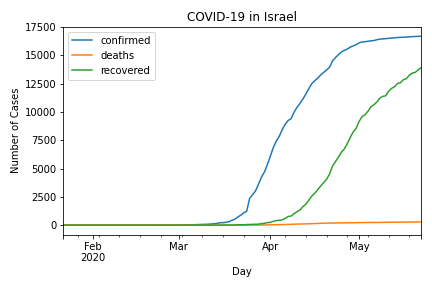 COVID-19 in Israel
17500
15000
12500
10000
7500
5000
2500
0
Number of Cases
confirmed
deaths
recovered
Feb
2020
Mar
Apr
May
Day